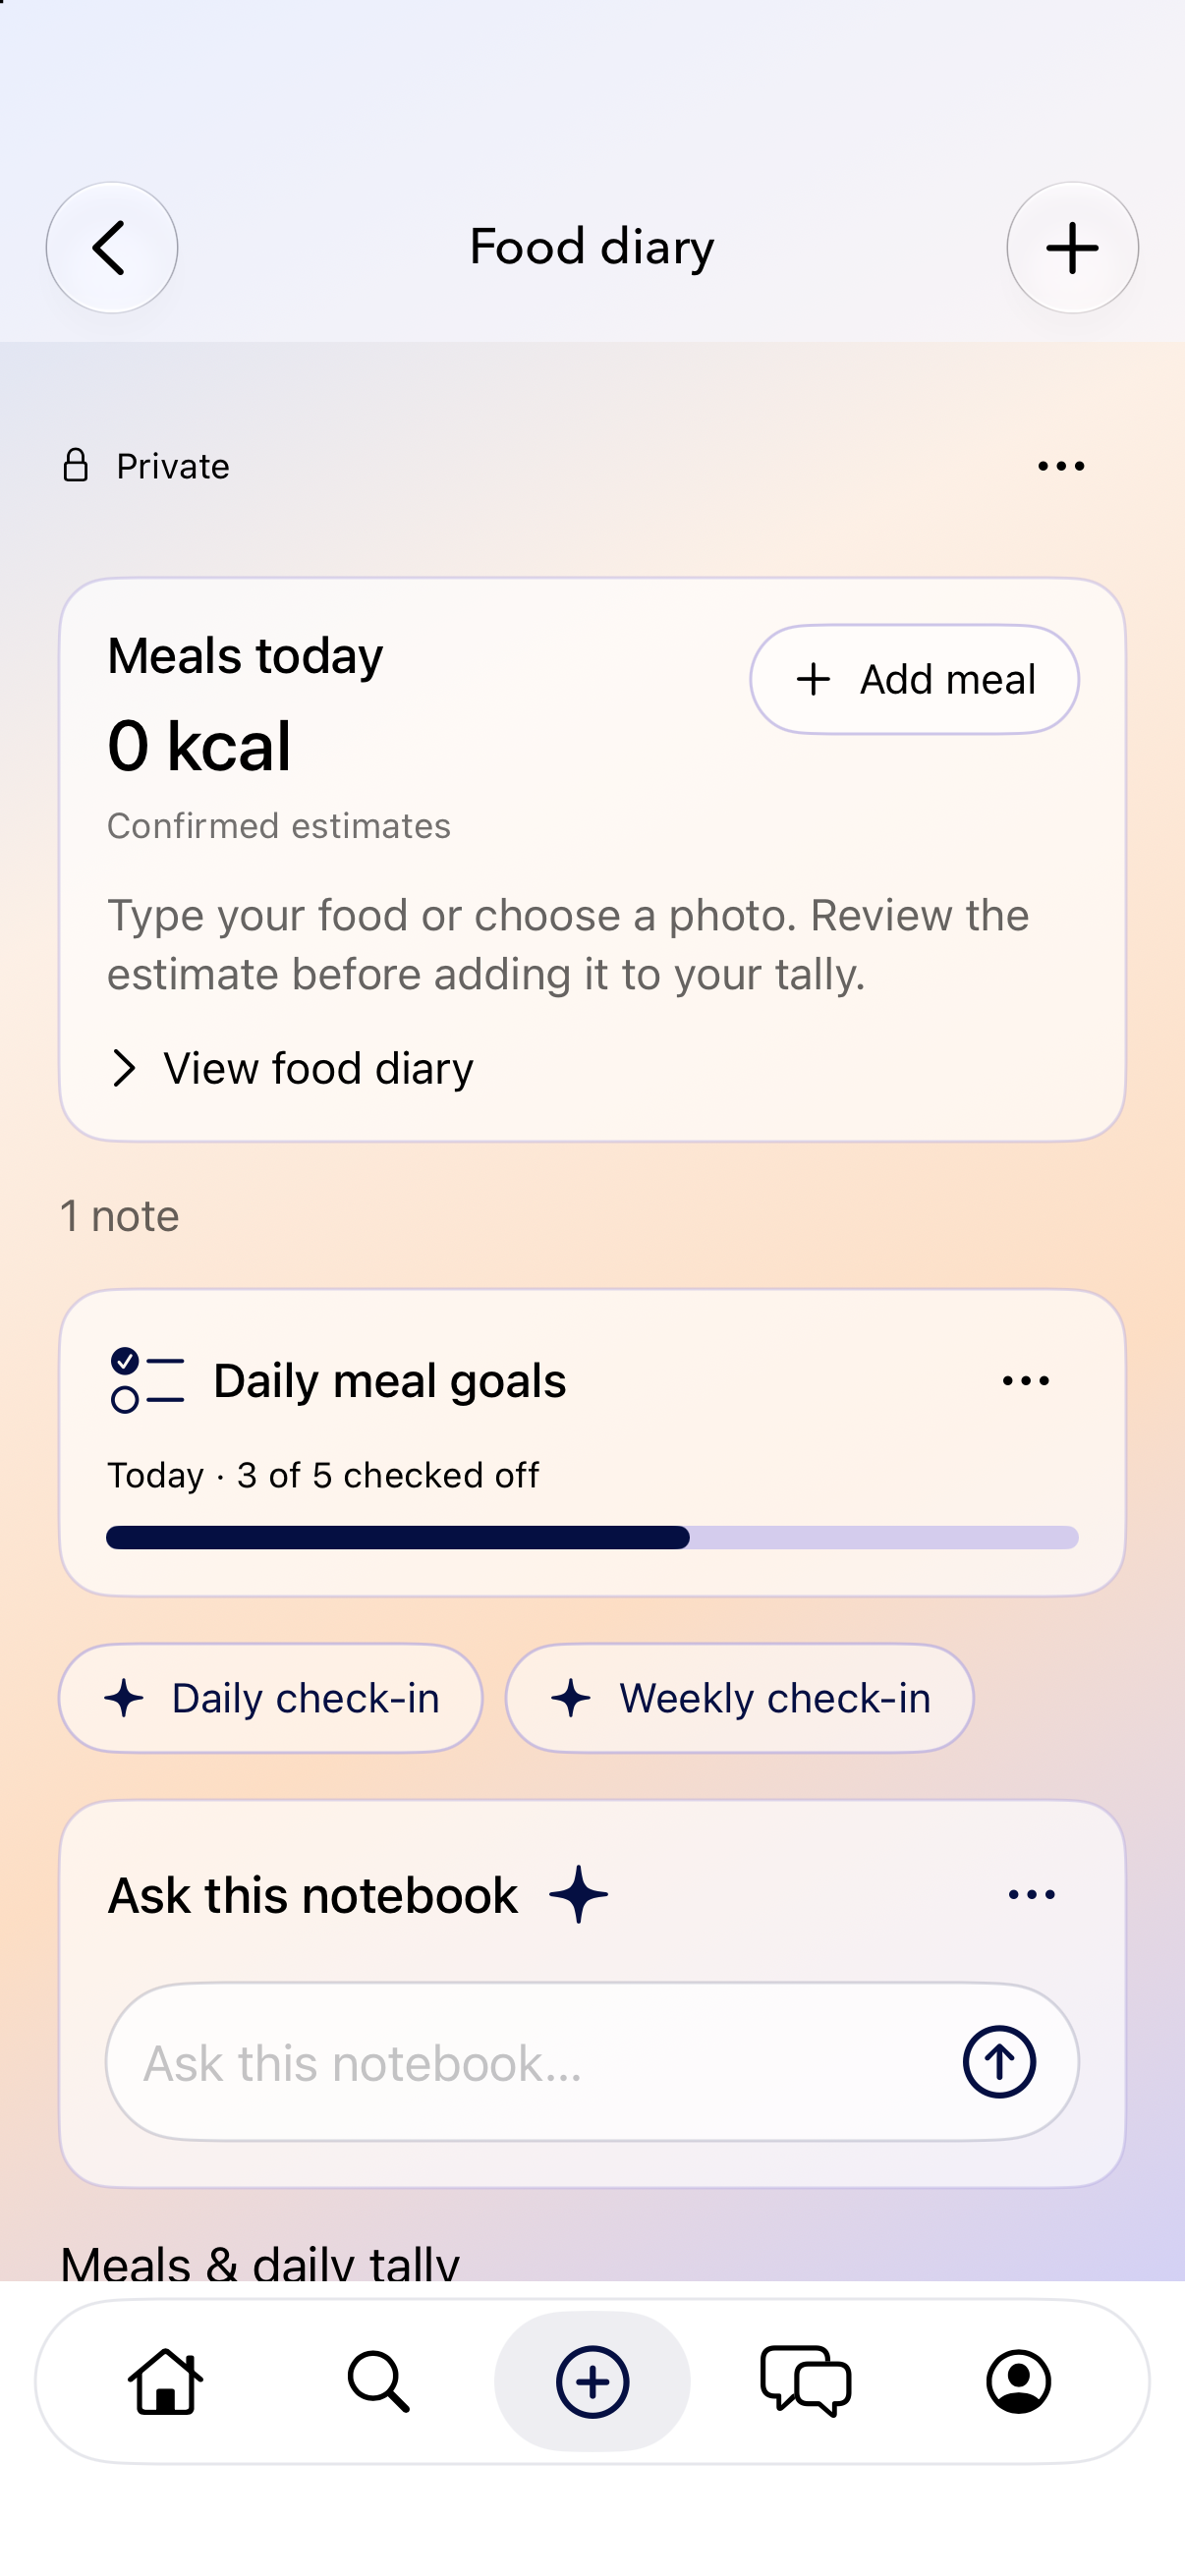 Food diary
Private
Meals today
Add meal
0 kcal
Confirmed estimates
Type your food or choose a photo. Review the
estimate before adding it to your tally.
View food diary
1 note
Daily meal goals
Today · 3 of 5 checked off
Daily check-in
Weekly check-in
Ask this notebook
Ask this notebook...
Meals & daily tally